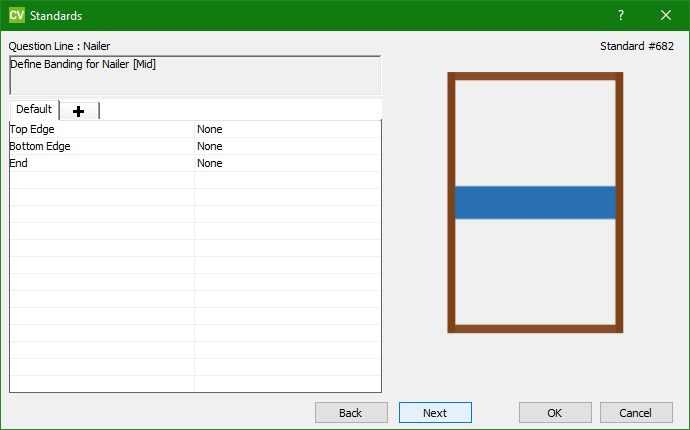 CV Standards ?
Question Line : Nailer Standard #682
Define Banding for Nailer [Mid]
Default +
Top Edge None
Bottom Edge None
End None
Back Next OK Cancel